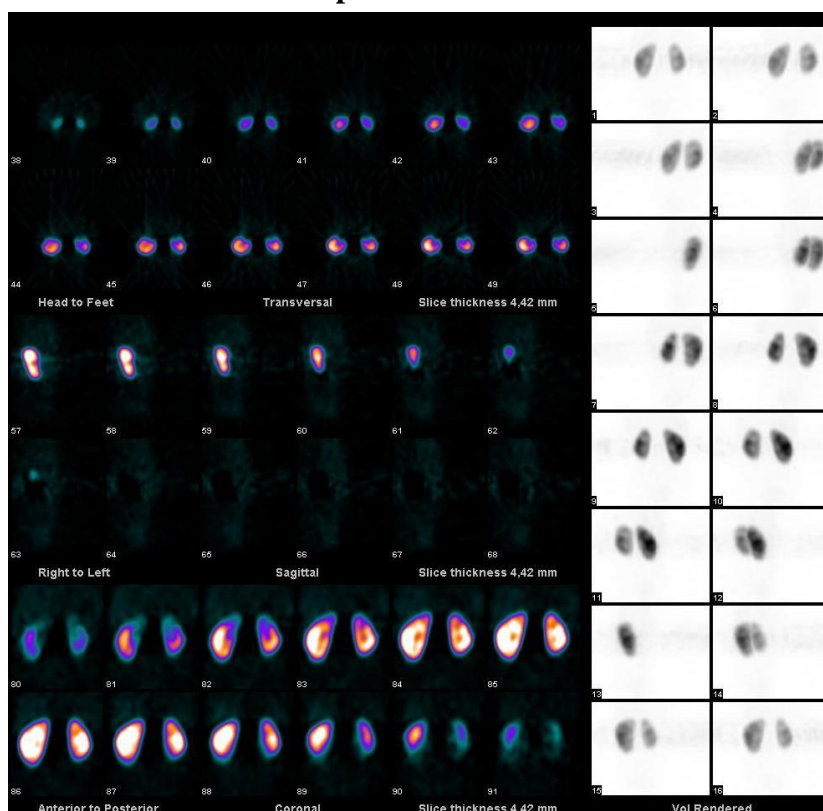 38 39 40 41 42 43
44 45 46 47 48 49
Head to Feet Transversal Slice thickness 4,42 mm
57 58 59 60 61 62
63 64 65 66 67 68
Right to Left Sagittal Slice thickness 4,42 mm
80 81 82 83 84 85
86 87 88 89 90 91
Anterior to Posterior Coronal Slice thickness 4,42 mm
1 2
3 4
5 6
7 8
9 10
11 12
13 14
15 16
Vol Rendered